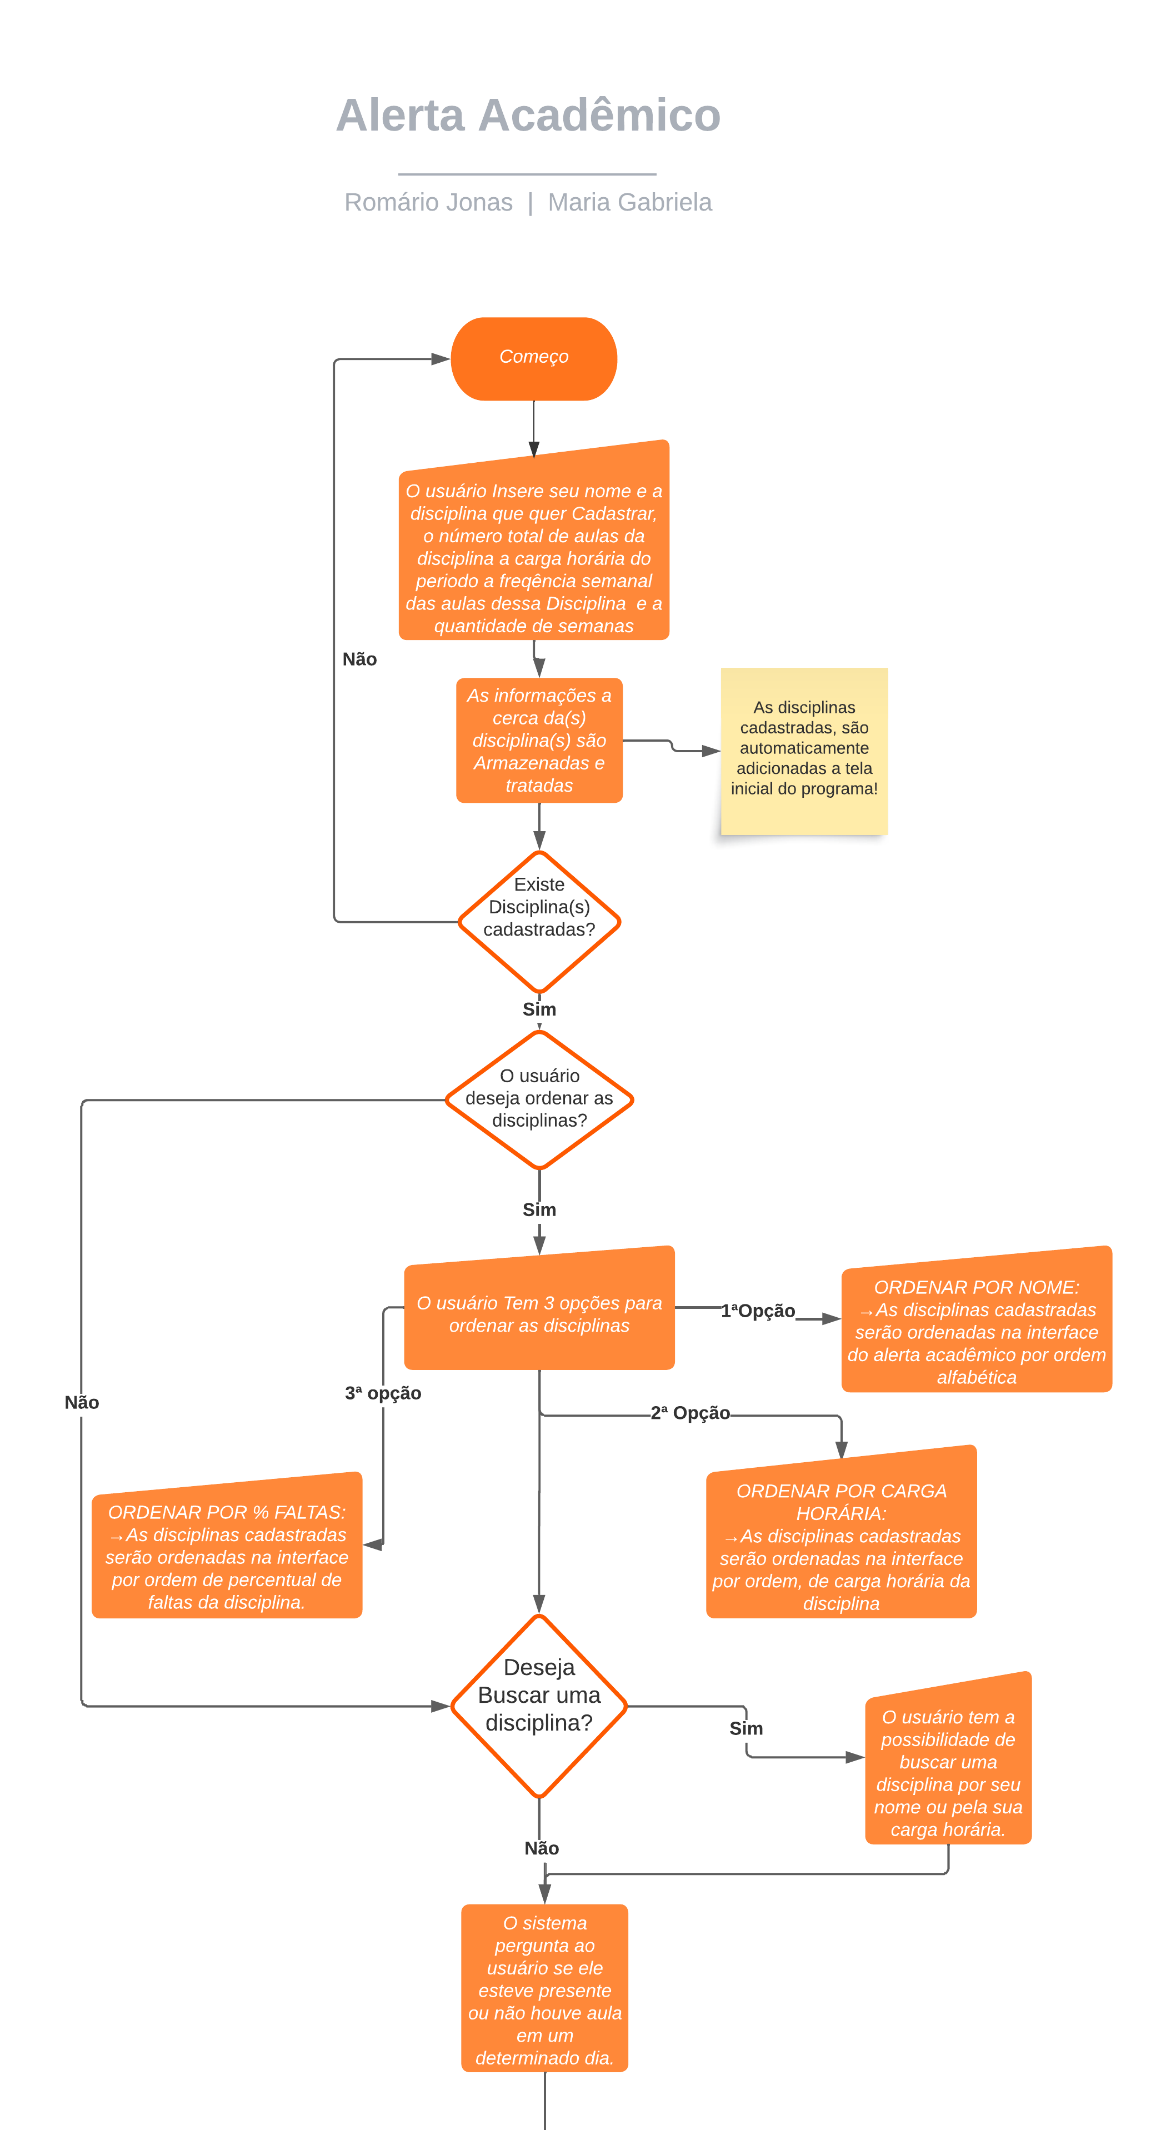 Alerta Acadêmico
Romário Jonas | Maria Gabriela
Começo
O usuário Insere seu nome e a
disciplina que quer Cadastrar,
o número total de aulas da
disciplina a carga horária do
periodo a freqência semanal
das aulas dessa Disciplina e a
quantidade de semanas
Não
As informações a
cerca da(s)
disciplina(s) são
Armazenadas e
tratadas
As disciplinas
cadastradas, são
automaticamente
adicionadas a tela
inicial do programa!
Existe
Disciplina(s)
cadastradas?
Sim
O usuário
deseja ordenar as
disciplinas?
Sim
O usuário Tem 3 opções para
ordenar as disciplinas
1ªOpção
ORDENAR POR NOME:
→As disciplinas cadastradas
serão ordenadas na interface
do alerta acadêmico por ordem
alfabética
Não
3ª opção
2ª Opção
ORDENAR POR % FALTAS:
→As disciplinas cadastradas
serão ordenadas na interface
por ordem de percentual de
faltas da disciplina.
ORDENAR POR CARGA
HORÁRIA:
→As disciplinas cadastradas
serão ordenadas na interface
por ordem, de carga horária da
disciplina
Deseja
Buscar uma
disciplina?
Sim
O usuário tem a
possibilidade de
buscar uma
disciplina por seu
nome ou pela sua
carga horária.
Não
O sistema
pergunta ao
usuário se ele
esteve presente
ou não houve aula
em um
determinado dia.